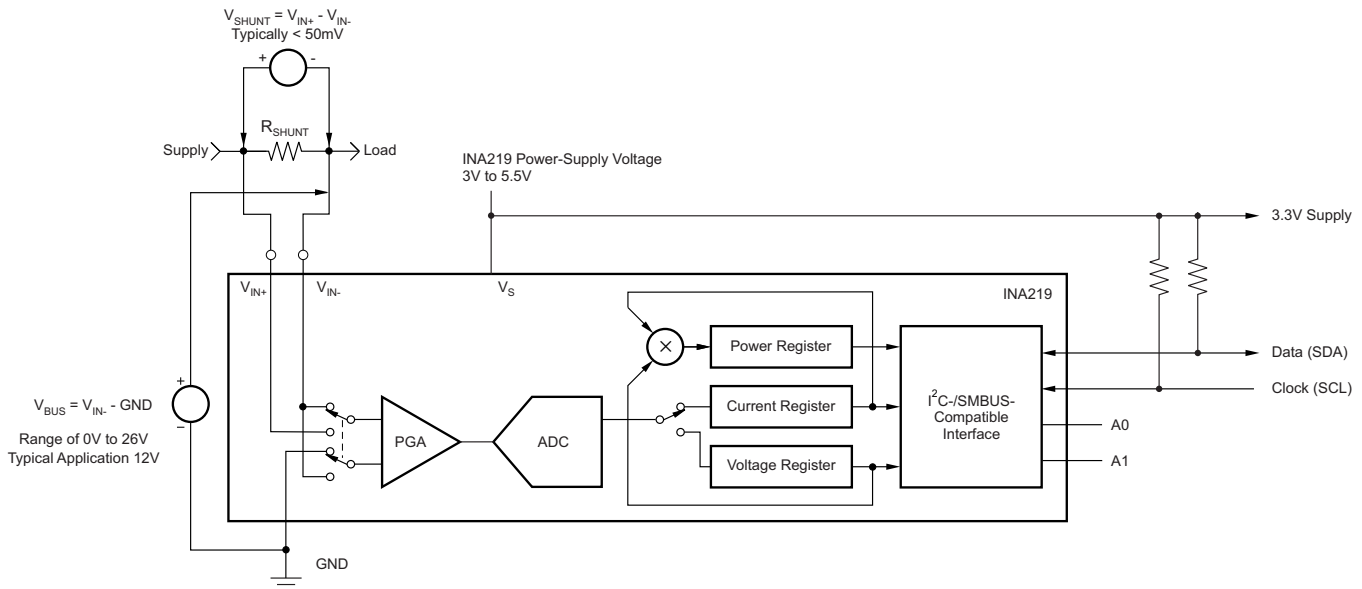 V_SHUNT = V_IN+ - V_IN-
Typically < 50mV
+ -
R_SHUNT
Supply
Load
INA219 Power-Supply Voltage
3V to 5.5V
3.3V Supply
V_IN+
V_IN-
V_S
INA219
×
Power Register
Data (SDA)
+
V_BUS = V_IN- - GND
–
Range of 0V to 26V
Typical Application 12V
PGA
ADC
Current Register
Voltage Register
I²C-/SMBUS-
Compatible
Interface
Clock (SCL)
A0
A1
GND